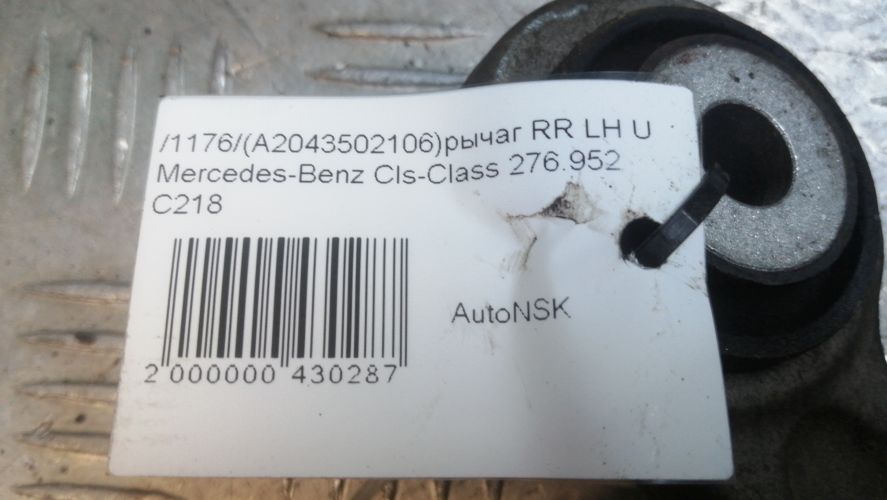 /1176/(A2043502106)рычаг RR LH U
Mercedes-Benz Cls-Class 276.952
C218
AutoNSK
2 000000 430287